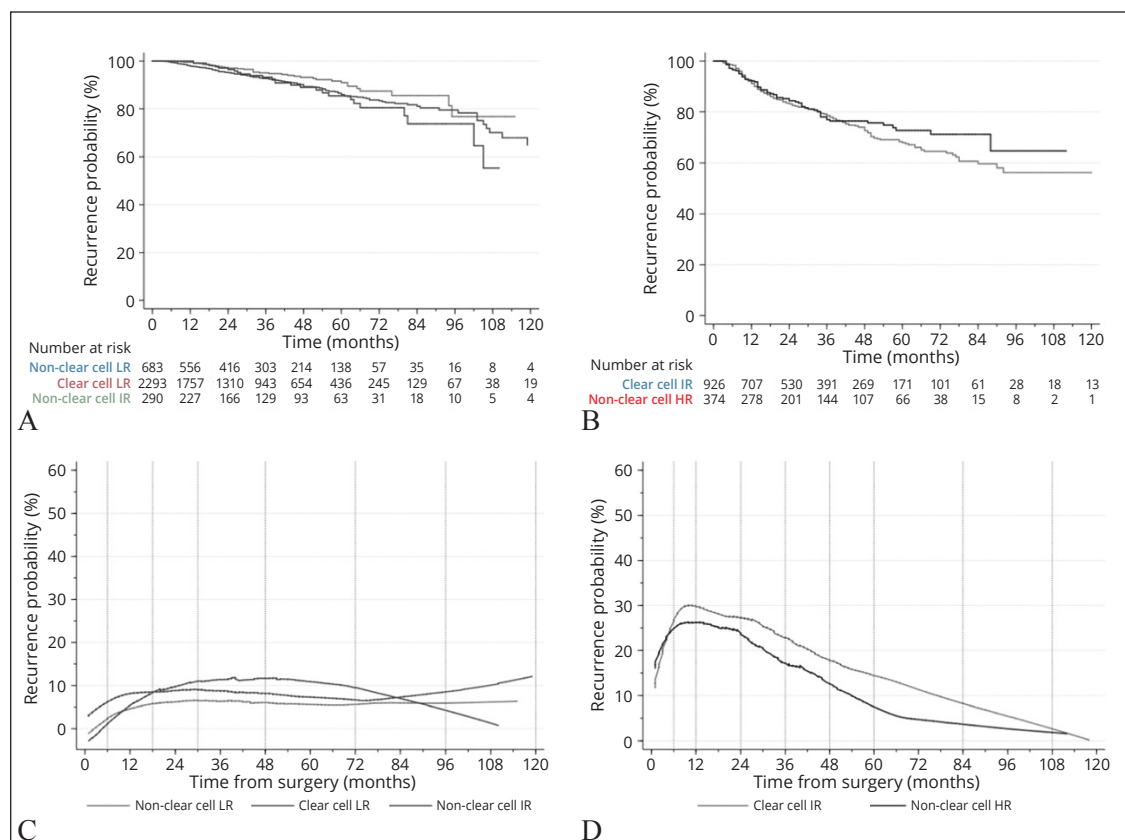 Recurrence probability (%)
100
80
60
40
20
0
0 12 24 36 48 60 72 84 96 108 120
Time (months)
Number at risk
Non-clear cell LR 683 556 416 303 214 138 57 35 16 8 4
Clear cell LR 2293 1757 1310 943 654 436 245 129 67 38 19
Non-clear cell IR 290 227 166 129 93 63 31 18 10 5 4
A
Recurrence probability (%)
100
80
60
40
20
0
0 12 24 36 48 60 72 84 96 108 120
Time (months)
Number at risk
Clear cell IR 926 707 530 391 269 171 101 61 28 18 13
Non-clear cell HR 374 278 201 144 107 66 38 15 8 2 1
B
Recurrence probability (%)
60
50
40
30
20
10
0
0 12 24 36 48 60 72 84 96 108 120
Time from surgery (months)
Non-clear cell LR Clear cell LR Non-clear cell IR
C
Recurrence probability (%)
60
50
40
30
20
10
0
0 12 24 36 48 60 72 84 96 108 120
Time from surgery (months)
Clear cell IR Non-clear cell HR
D